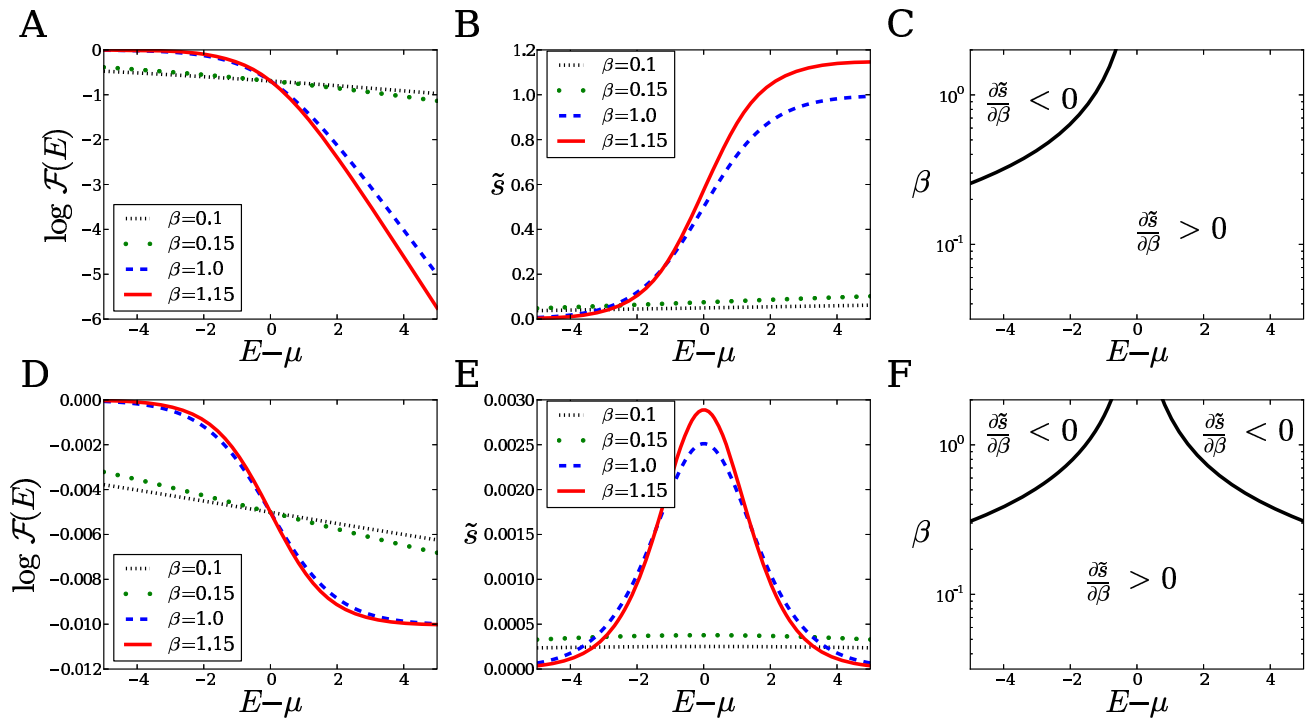 A
0
−1
−2
−3
−4
−5
−6
log F(E)
β=0.1
β=0.15
β=1.0
β=1.15
−4 −2 0 2 4
E−μ
B
1.2
1.0
0.8
0.6
0.4
0.2
0.0
s̃
β=0.1
β=0.15
β=1.0
β=1.15
−4 −2 0 2 4
E−μ
C
10⁰
10⁻¹
β
∂s̃/∂β < 0
∂s̃/∂β > 0
−4 −2 0 2 4
E−μ
D
0.000
−0.002
−0.004
−0.006
−0.008
−0.010
−0.012
log F(E)
β=0.1
β=0.15
β=1.0
β=1.15
−4 −2 0 2 4
E−μ
E
0.0030
0.0025
0.0020
0.0015
0.0010
0.0005
0.0000
s̃
β=0.1
β=0.15
β=1.0
β=1.15
−4 −2 0 2 4
E−μ
F
10⁰
10⁻¹
β
∂s̃/∂β < 0
∂s̃/∂β < 0
∂s̃/∂β > 0
−4 −2 0 2 4
E−μ